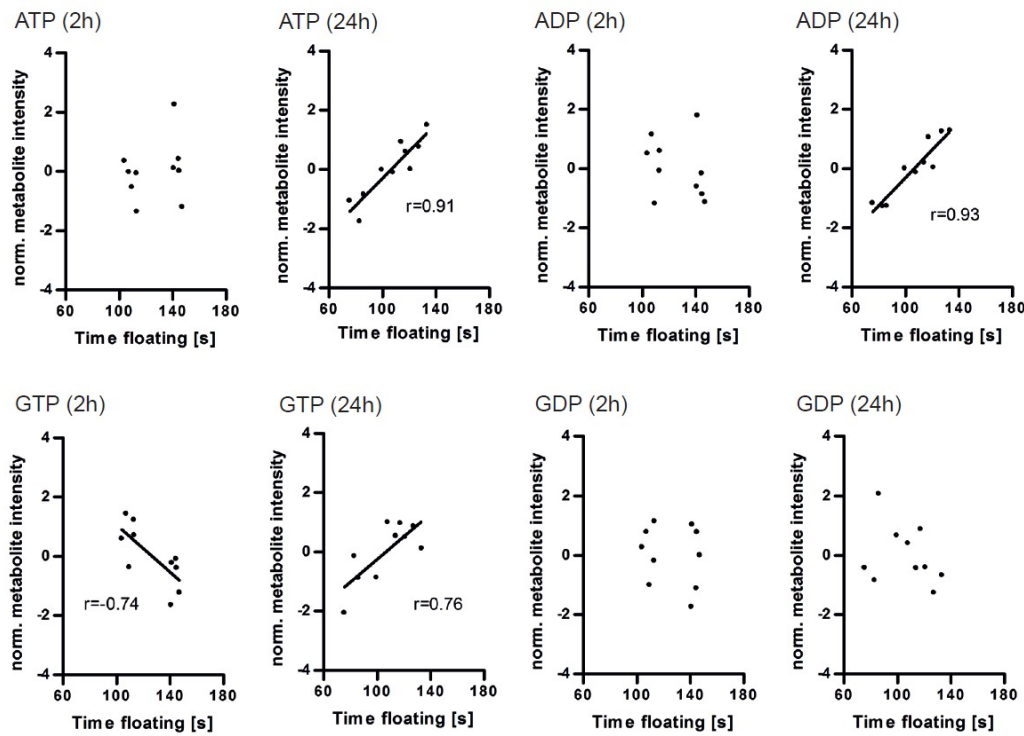 ATP (2h)
ATP (24h)
ADP (2h)
ADP (24h)
norm. metabolite intensity
4
2
0
-2
-4
60 100 140 180
Time floating [s]
norm. metabolite intensity
4
2
0
-2
-4
r=0.91
60 100 140 180
Time floating [s]
norm. metabolite intensity
4
2
0
-2
-4
60 100 140 180
Time floating [s]
norm. metabolite intensity
4
2
0
-2
-4
r=0.93
60 100 140 180
Time floating [s]
GTP (2h)
GTP (24h)
GDP (2h)
GDP (24h)
norm. metabolite intensity
4
2
0
-2
-4
r=-0.74
60 100 140 180
Time floating [s]
norm. metabolite intensity
4
2
0
-2
-4
r=0.76
60 100 140 180
Time floating [s]
norm. metabolite intensity
4
2
0
-2
-4
60 100 140 180
Time floating [s]
norm. metabolite intensity
4
2
0
-2
-4
60 100 140 180
Time floating [s]